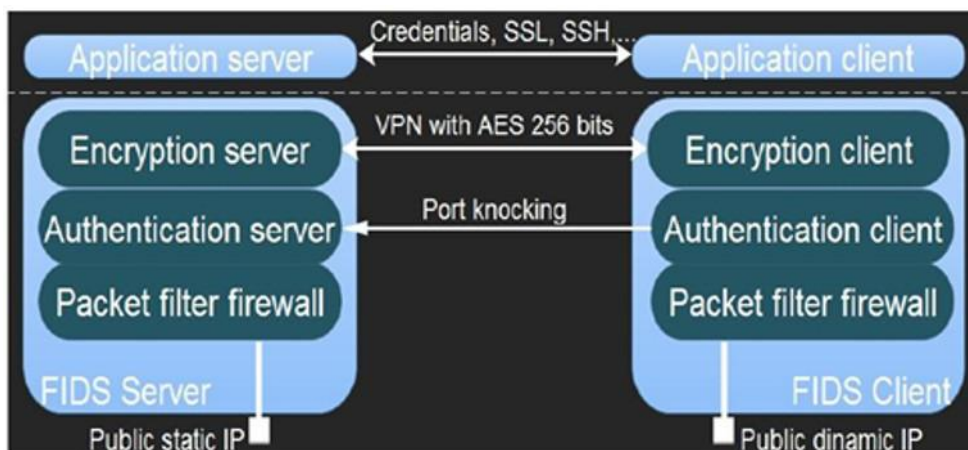 Credentials, SSL, SSH,...
Application server
Application client
VPN with AES 256 bits
Encryption server
Encryption client
Port knocking
Authentication server
Authentication client
Packet filter firewall
Packet filter firewall
FIDS Server
FIDS Client
Public static IP
Public dinamic IP